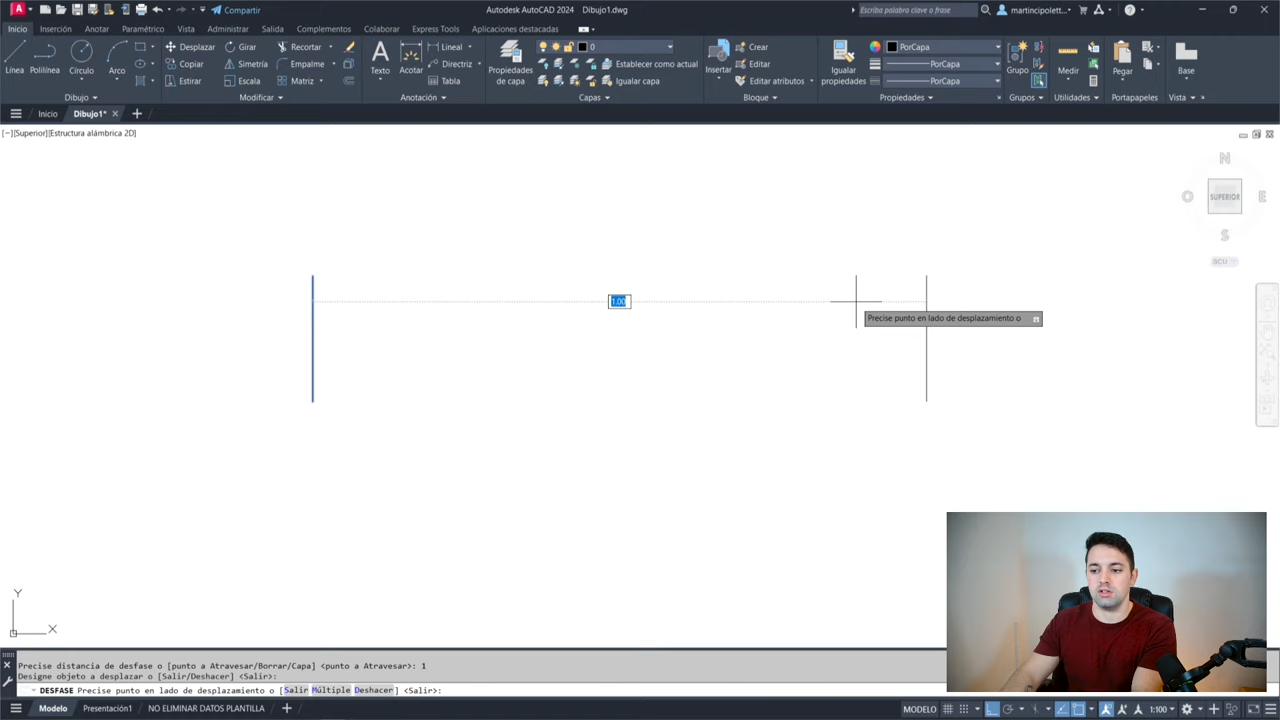 Compartir
Autodesk AutoCAD 2024 Dibujo1.dwg
Escriba palabra clave o frase
martincipolett...
Inicio Inserción Anotar Paramétrico Vista Administrar Salida Complementos Colaborar Express Tools Aplicaciones destacadas
Desplazar Girar Recortar Lineal 0 Crear PorCapa
Copiar Simetría Empalme Directriz Establecer como actual Editar PorCapa
Línea Polilínea Círculo Arco Texto Acotar Propiedades de capa Insertar Igualar propiedades Grupo Medir Pegar Base
Estirar Escala Matriz Tabla Igualar capa Editar atributos PorCapa
Dibujo Modificar Anotación Capas Bloque Propiedades Grupos Utilidades Portapapeles Vista
Inicio Dibujo1*
[−][Superior][Estructura alámbrica 2D]
N
O SUPERIOR E
S
SCU
1.00
Precise punto en lado de desplazamiento o
Y
X
Precise distancia de desfase o [punto a Atravesar/Borrar/Capa] <punto a Atravesar>: 1
Designe objeto a desplazar o [Salir/Deshacer] <Salir>:
DESFASE Precise punto en lado de desplazamiento o [Salir Múltiple Deshacer] <Salir>:
Modelo Presentación1 NO ELIMINAR DATOS PLANTILLA
MODELO 1:100